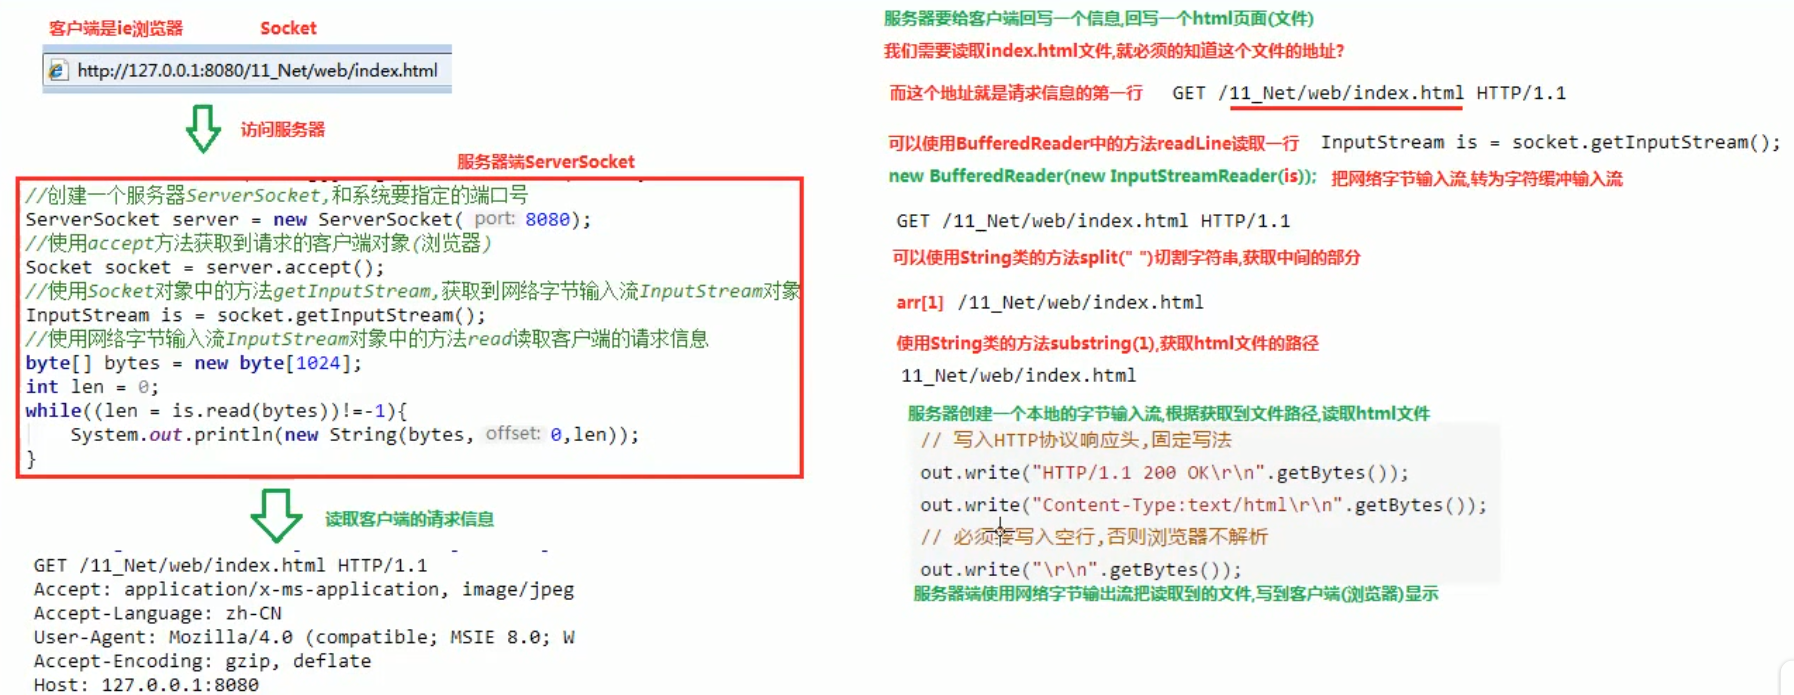 客户端是ie浏览器 Socket
http://127.0.0.1:8080/11_Net/web/index.html
访问服务器
服务器端ServerSocket
//创建一个服务器ServerSocket,和系统要指定的端口号
ServerSocket server = new ServerSocket( port: 8080);
//使用accept方法获取到请求的客户端对象(浏览器)
Socket socket = server.accept();
//使用Socket对象中的方法getInputStream,获取到网络字节输入流InputStream对象
InputStream is = socket.getInputStream();
//使用网络字节输入流InputStream对象中的方法read读取客户端的请求信息
byte[] bytes = new byte[1024];
int len = 0;
while((len = is.read(bytes))!=-1){
System.out.println(new String(bytes, offset: 0,len));
}
读取客户端的请求信息
GET /11_Net/web/index.html HTTP/1.1
Accept: application/x-ms-application, image/jpeg
Accept-Language: zh-CN
User-Agent: Mozilla/4.0 (compatible; MSIE 8.0; W
Accept-Encoding: gzip, deflate
Host: 127.0.0.1:8080
服务器要给客户端回写一个信息,回写一个html页面(文件)
我们需要读取index.html文件,就必须的知道这个文件的地址?
而这个地址就是请求信息的第一行 GET /11_Net/web/index.html HTTP/1.1
可以使用BufferedReader中的方法readLine读取一行 InputStream is = socket.getInputStream();
new BufferedReader(new InputStreamReader(is)); 把网络字节输入流,转为字符缓冲输入流
GET /11_Net/web/index.html HTTP/1.1
可以使用String类的方法split(" ")切割字符串,获取中间的部分
arr[1] /11_Net/web/index.html
使用String类的方法substring(1),获取html文件的路径
11_Net/web/index.html
服务器创建一个本地的字节输入流,根据获取到文件路径,读取html文件
// 写入HTTP协议响应头,固定写法
out.write("HTTP/1.1 200 OK\r\n".getBytes());
out.write("Content-Type:text/html\r\n".getBytes());
// 必须要写入空行,否则浏览器不解析
out.write("\r\n".getBytes());
服务器端使用网络字节输出流把读取到的文件,写到客户端(浏览器)显示